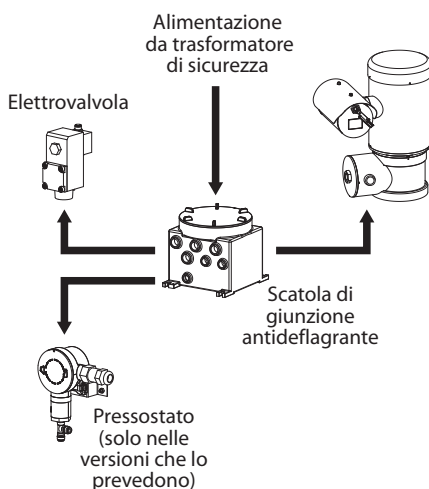 Alimentazione
da trasformatore
di sicurezza
Elettrovalvola
Scatola di
giunzione
antideflagrante
Pressostato
(solo nelle
versioni che lo
prevedono)